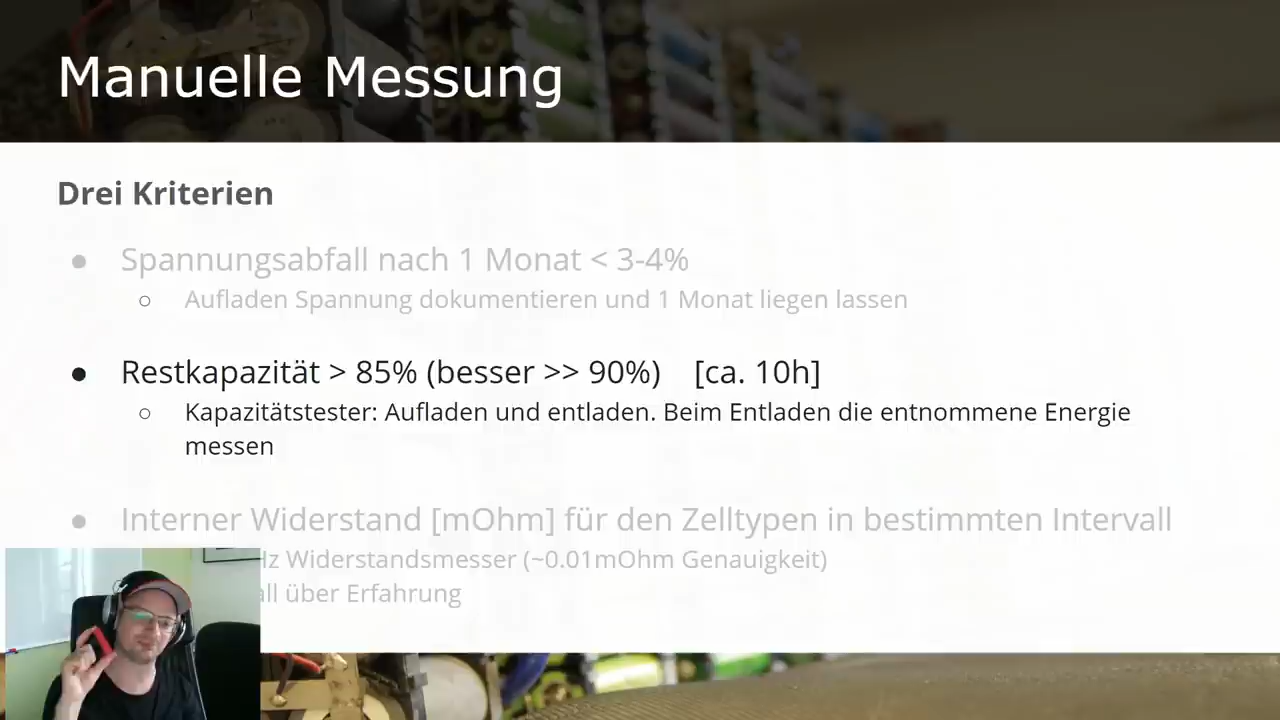 Manuelle Messung
Drei Kriterien
● Spannungsabfall nach 1 Monat < 3-4%
○ Aufladen Spannung dokumentieren und 1 Monat liegen lassen
● Restkapazität > 85% (besser >> 90%) [ca. 10h]
○ Kapazitätstester: Aufladen und entladen. Beim Entladen die entnommene Energie
messen
● Interner Widerstand [mOhm] für den Zelltypen in bestimmten Intervall
Widerstandsmesser (~0.01mOhm Genauigkeit)
über Erfahrung